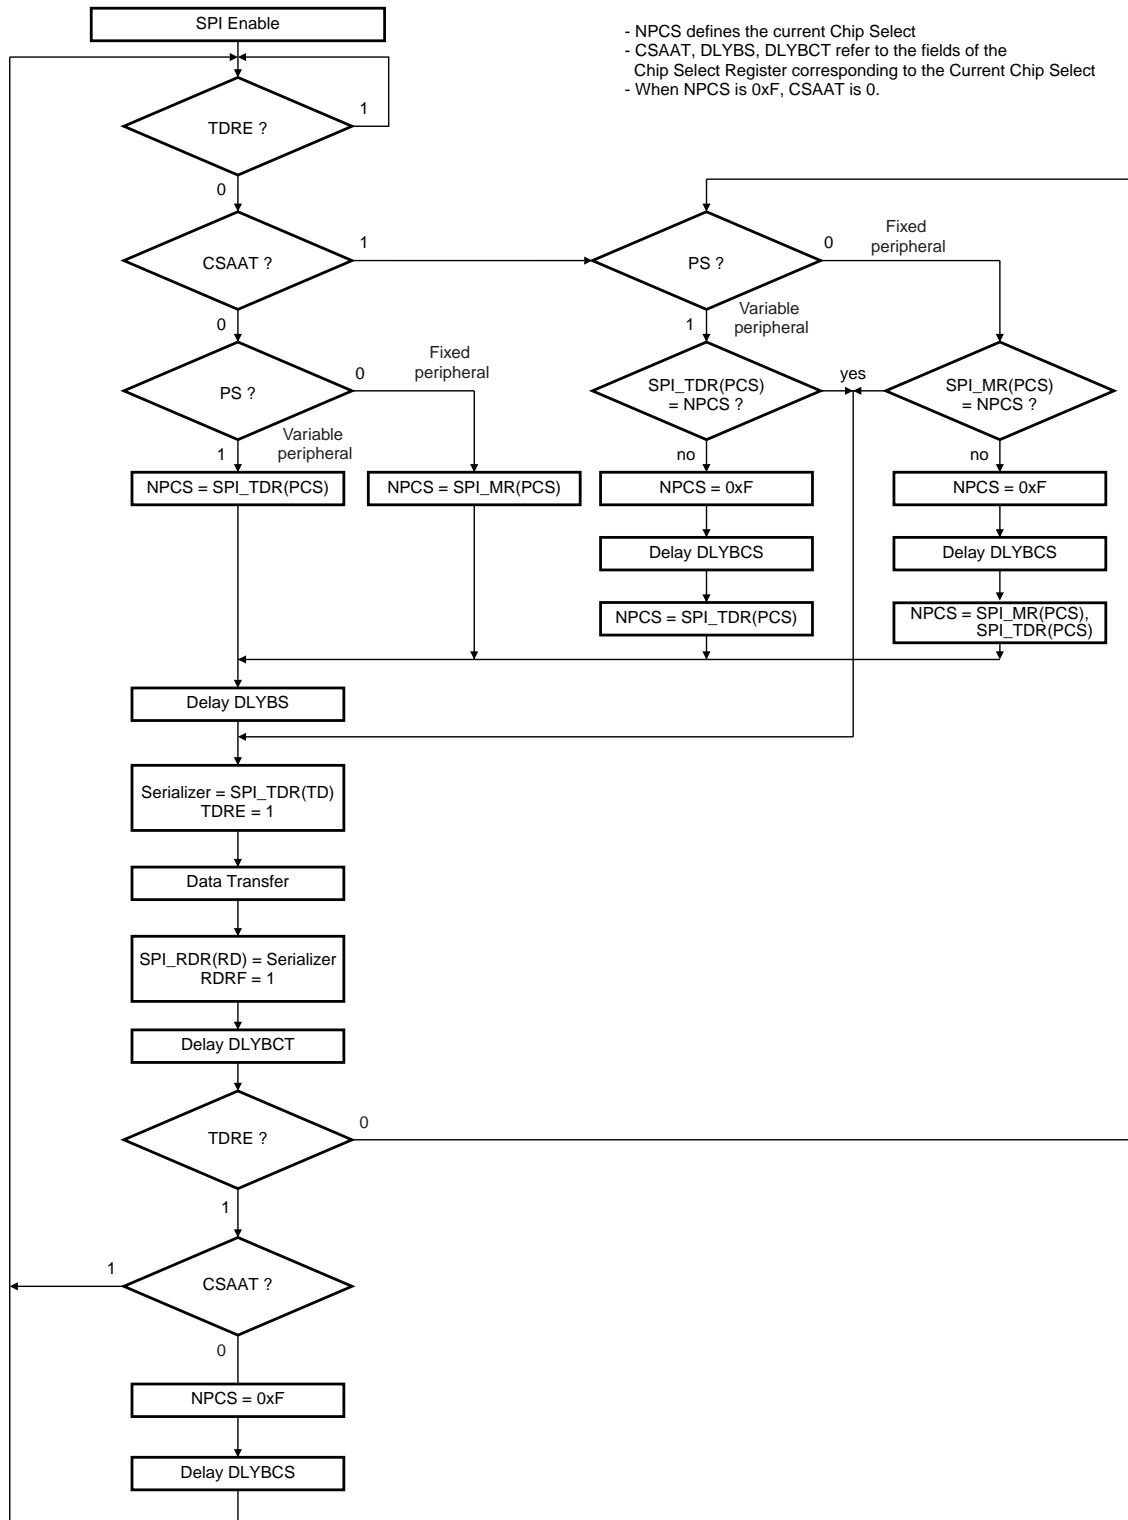 SPI Enable
- NPCS defines the current Chip Select
- CSAAT, DLYBS, DLYBCT refer to the fields of the
Chip Select Register corresponding to the Current Chip Select
- When NPCS is 0xF, CSAAT is 0.
TDRE ?
1
0
CSAAT ?
1
PS ?
0
Fixed
peripheral
0
1
Variable
peripheral
PS ?
0
Fixed
peripheral
SPI_TDR(PCS)
= NPCS ?
yes
SPI_MR(PCS)
= NPCS ?
1
Variable
peripheral
no
no
NPCS = SPI_TDR(PCS)
NPCS = SPI_MR(PCS)
NPCS = 0xF
NPCS = 0xF
Delay DLYBCS
Delay DLYBCS
NPCS = SPI_TDR(PCS)
NPCS = SPI_MR(PCS),
SPI_TDR(PCS)
Delay DLYBS
Serializer = SPI_TDR(TD)
TDRE = 1
Data Transfer
SPI_RDR(RD) = Serializer
RDRF = 1
Delay DLYBCT
TDRE ?
0
1
CSAAT ?
1
0
NPCS = 0xF
Delay DLYBCS